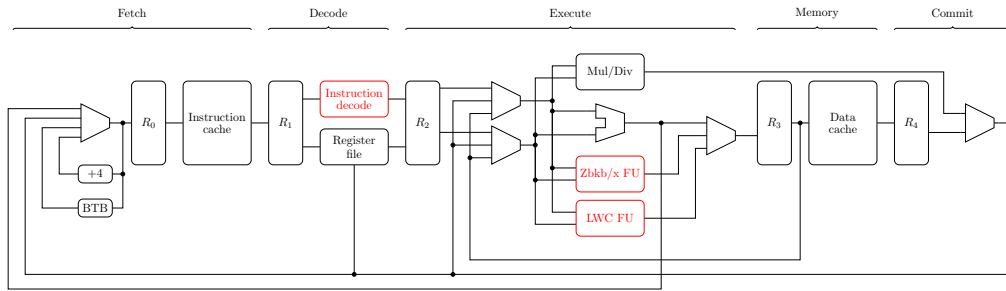 Fetch
Decode
Execute
Memory
Commit
R0
Instruction
cache
R1
Instruction
decode
Register
file
R2
Mul/Div
Zbkb/x FU
LWC FU
R3
Data
cache
R4
+4
BTB